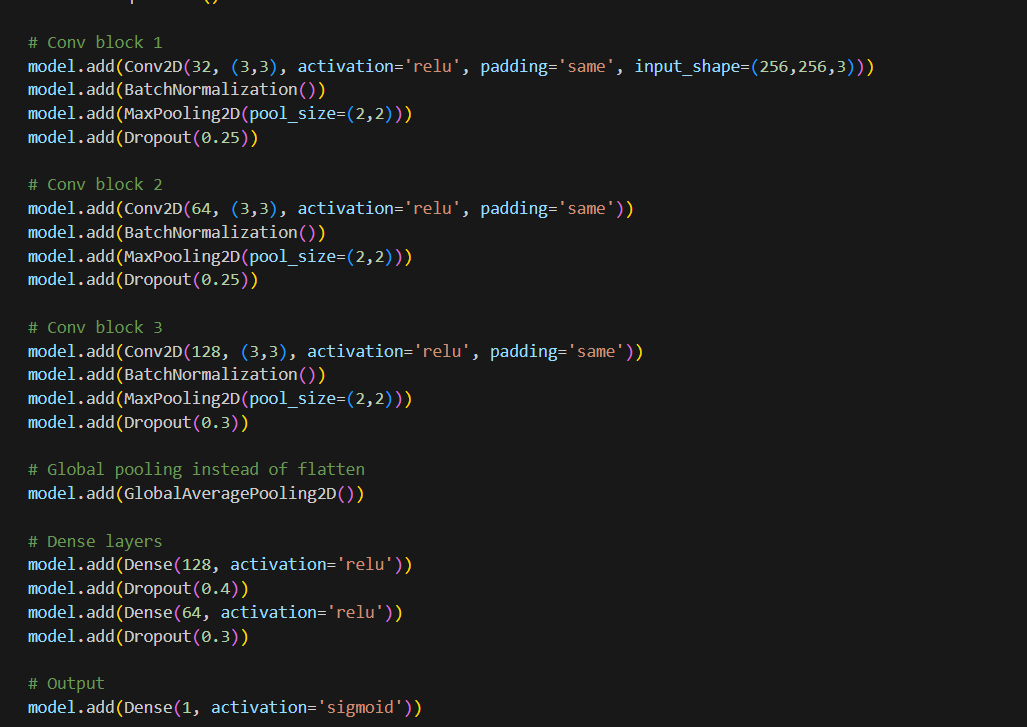 # Conv block 1
model.add(Conv2D(32, (3,3), activation='relu', padding='same', input_shape=(256,256,3)))
model.add(BatchNormalization())
model.add(MaxPooling2D(pool_size=(2,2)))
model.add(Dropout(0.25))
# Conv block 2
model.add(Conv2D(64, (3,3), activation='relu', padding='same'))
model.add(BatchNormalization())
model.add(MaxPooling2D(pool_size=(2,2)))
model.add(Dropout(0.25))
# Conv block 3
model.add(Conv2D(128, (3,3), activation='relu', padding='same'))
model.add(BatchNormalization())
model.add(MaxPooling2D(pool_size=(2,2)))
model.add(Dropout(0.3))
# Global pooling instead of flatten
model.add(GlobalAveragePooling2D())
# Dense layers
model.add(Dense(128, activation='relu'))
model.add(Dropout(0.4))
model.add(Dense(64, activation='relu'))
model.add(Dropout(0.3))
# Output
model.add(Dense(1, activation='sigmoid'))